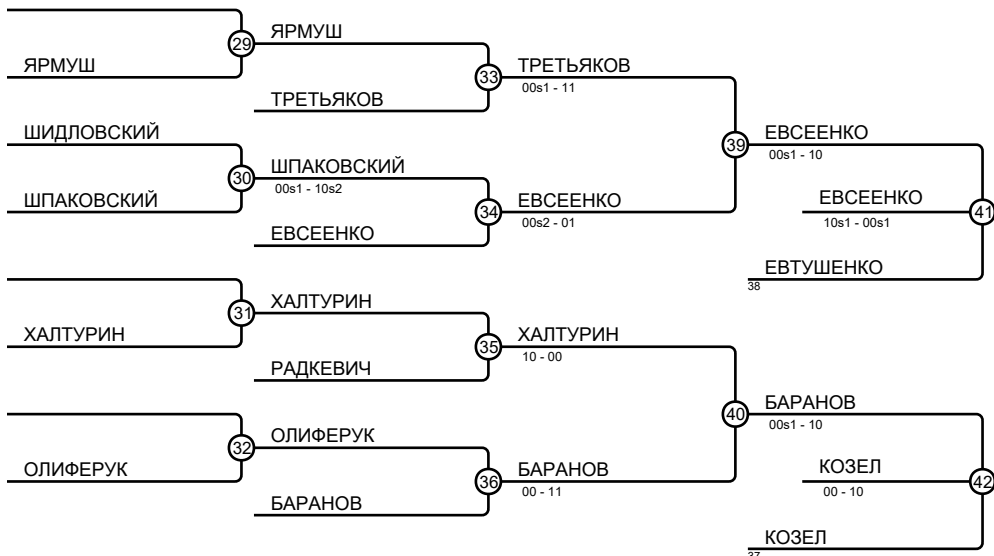 ЯРМУШ
29
ЯРМУШ
33
ТРЕТЬЯКОВ
00s1 - 11
ТРЕТЬЯКОВ
ШИДЛОВСКИЙ
39
ЕВСЕЕНКО
00s1 - 10
30
ШПАКОВСКИЙ
00s1 - 10s2
ШПАКОВСКИЙ
34
ЕВСЕЕНКО
00s2 - 01
ЕВСЕЕНКО
10s1 - 00s1
41
ЕВСЕЕНКО
ЕВТУШЕНКО
38
31
ХАЛТУРИН
ХАЛТУРИН
35
ХАЛТУРИН
10 - 00
РАДКЕВИЧ
40
БАРАНОВ
00s1 - 10
32
ОЛИФЕРУК
ОЛИФЕРУК
36
БАРАНОВ
00 - 11
КОЗЕЛ
00 - 10
42
БАРАНОВ
КОЗЕЛ
37